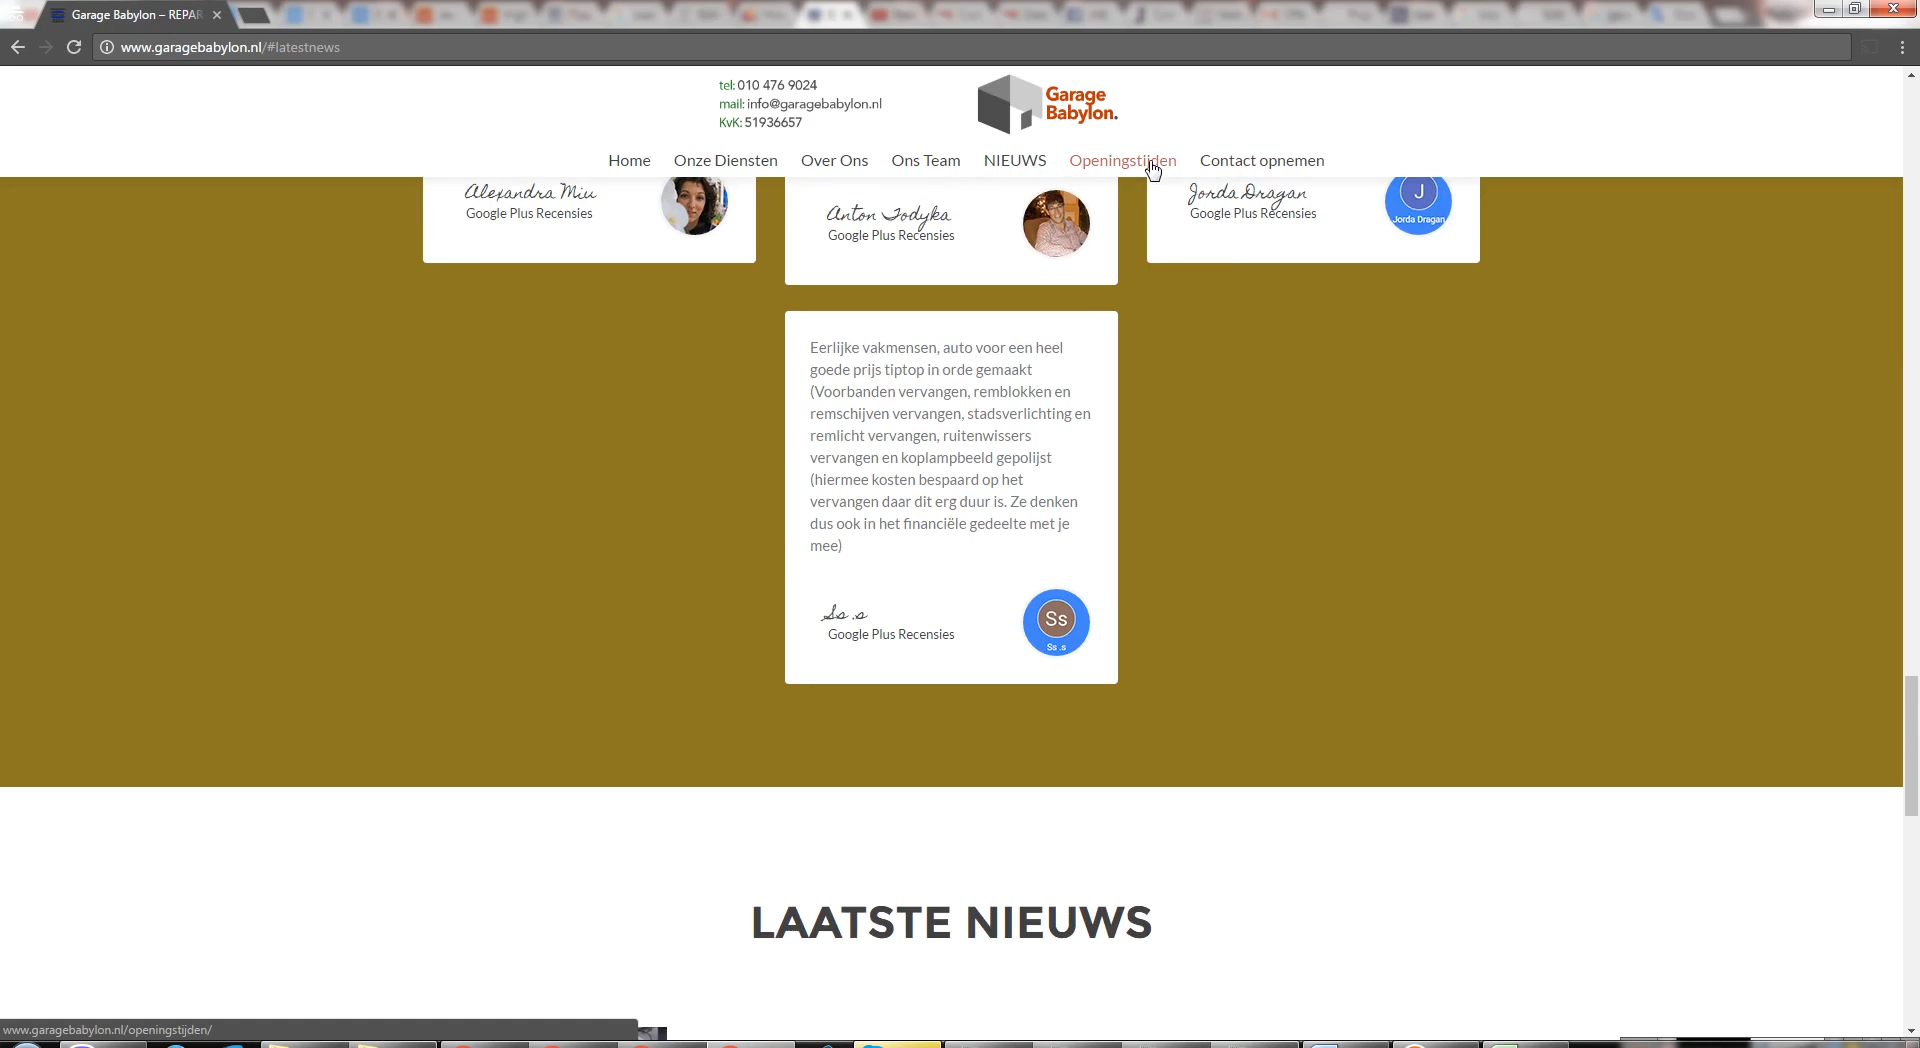 Garage Babylon – REPAR
www.garagebabylon.nl/#latestnews
tel: 010 476 9024
mail: info@garagebabylon.nl
KvK: 51936657
Garage
Babylon.
Home Onze Diensten Over Ons Ons Team NIEUWS Openingstijden Contact opnemen
Alexandra Miu
Google Plus Recensies
Anton Todyka
Google Plus Recensies
Jorda Dragan
Google Plus Recensies
J
Jorda Dragan
Eerlijke vakmensen, auto voor een heel
goede prijs tiptop in orde gemaakt
(Voorbanden vervangen, remblokken en
remschijven vervangen, stadsverlichting en
remlicht vervangen, ruitenwissers
vervangen en koplampbeeld gepolijst
(hiermee kosten bespaard op het
vervangen daar dit erg duur is. Ze denken
dus ook in het financiële gedeelte met je
mee)
Ss .s
Google Plus Recensies
Ss
Ss .s
LAATSTE NIEUWS
www.garagebabylon.nl/openingstijden/